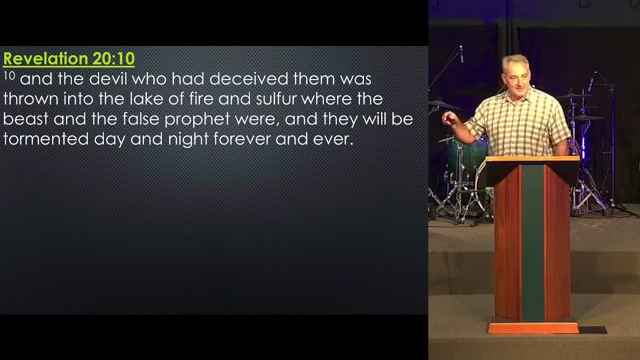 Revelation 20:10
10 and the devil who had deceived them was
thrown into the lake of fire and sulfur where the
beast and the false prophet were, and they will be
tormented day and night forever and ever.